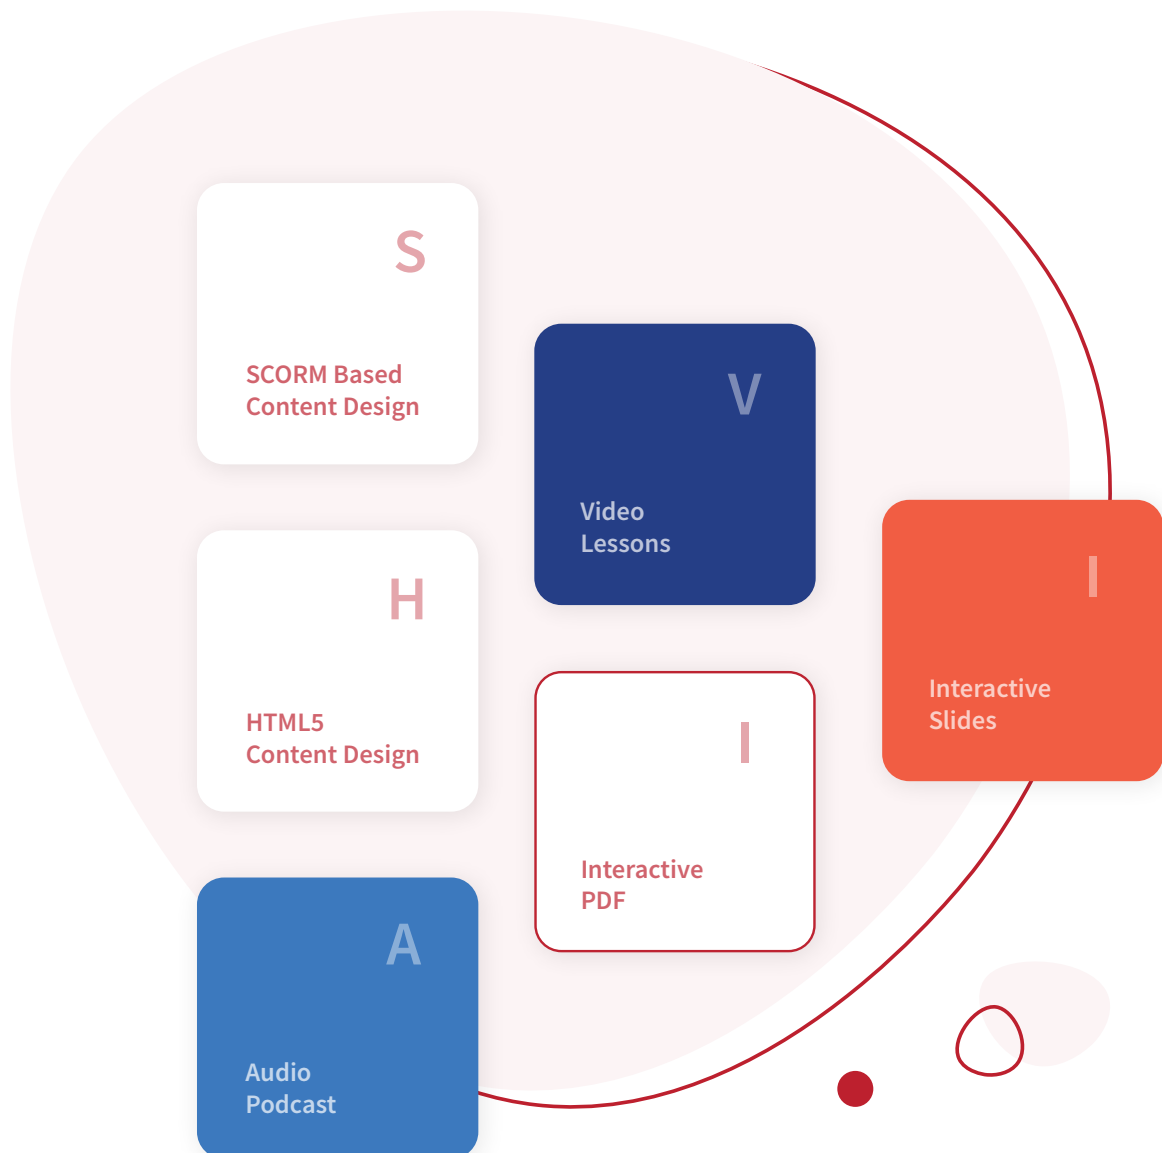 S
SCORM Based
Content Design
V
Video
Lessons
H
HTML5
Content Design
I
Interactive
Slides
I
Interactive
PDF
A
Audio
Podcast